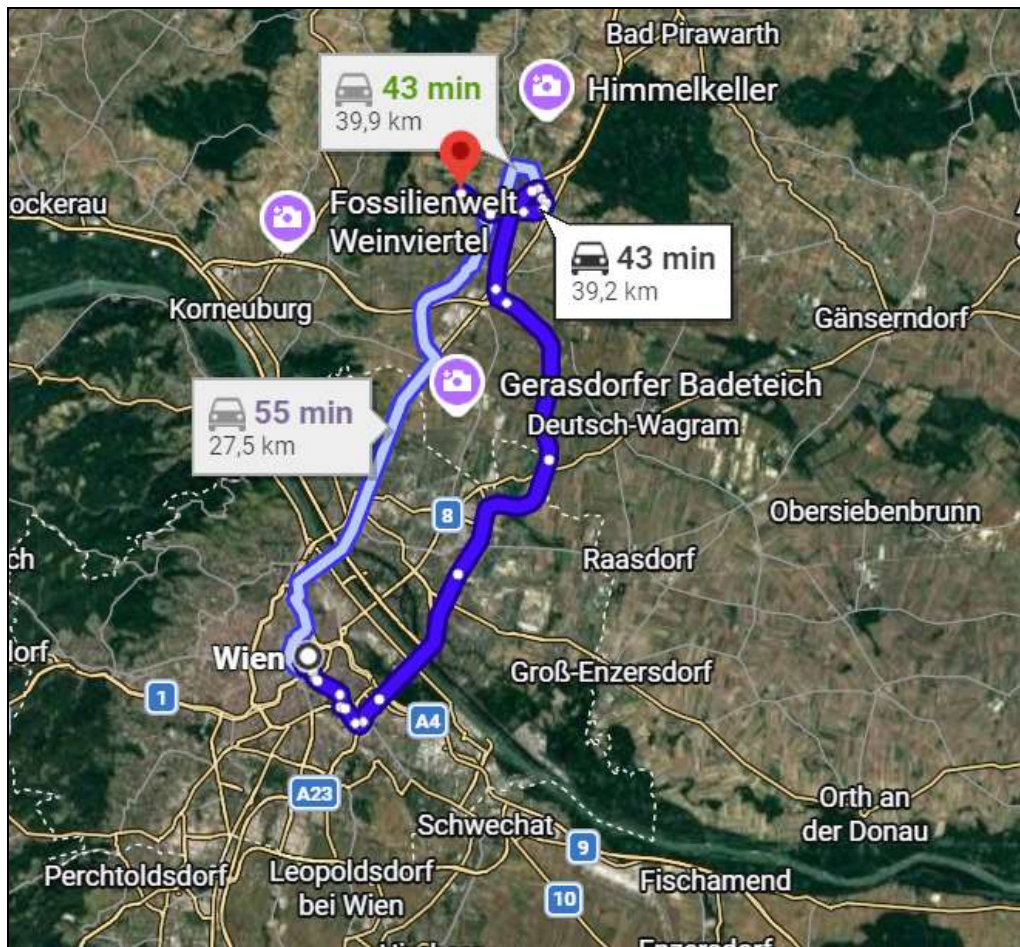 Bad Pirawarth
43 min
39,9 km
Himmelkeller
Fossilienwelt
Weinviertel
ockerau
43 min
39,2 km
Korneuburg
Gänserndorf
Gerasdorfer Badeteich
55 min
27,5 km
Deutsch-Wagram
8
Obersiebenbrunn
ch
Raasdorf
dorf
Wien
Groß-Enzersdorf
1
A4
A23
Orth an
der Donau
Schwechat
9
Perchtoldsdorf
Leopoldsdorf
bei Wien
Fischamend
10